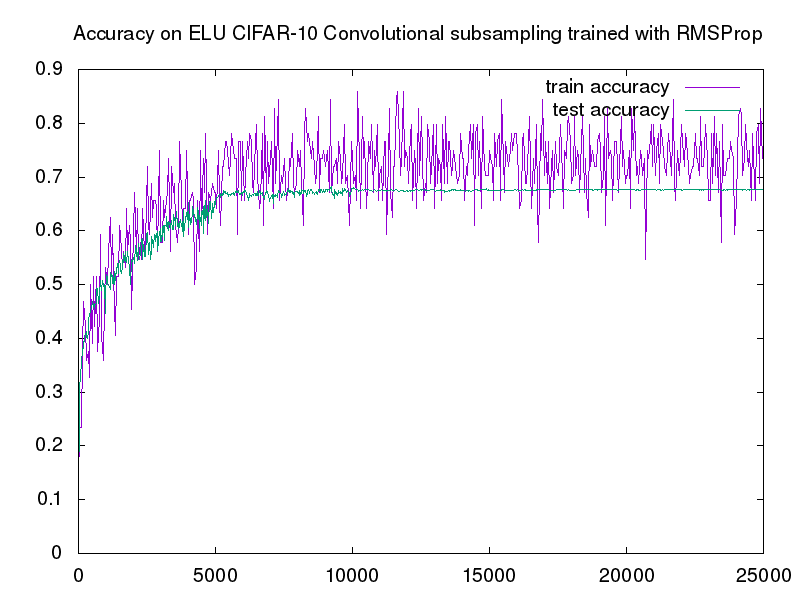 Accuracy on ELU CIFAR-10 Convolutional subsampling trained with RMSProp
0.9
train accuracy
test accuracy
0.8
0.7
0.6
0.5
0.4
0.3
0.2
0.1
0
0 5000 10000 15000 20000 25000